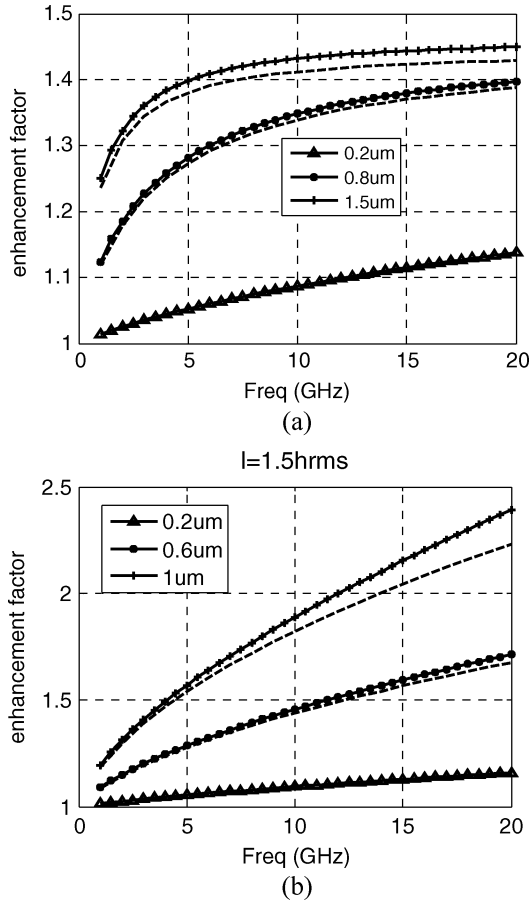 1.5
1.4
1.3
1.2
1.1
1
enhancement factor
0.2um
0.8um
1.5um
0 5 10 15 20
Freq (GHz)
(a)
l=1.5hrms
2.5
2
1.5
1
enhancement factor
0.2um
0.6um
1um
0 5 10 15 20
Freq (GHz)
(b)